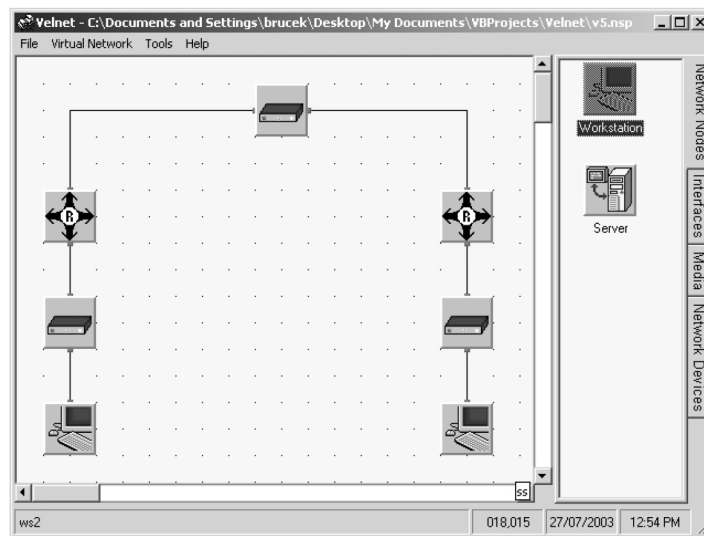 Velnet - C:\Documents and Settings\brucek\Desktop\My Documents\VBProjects\Velnet\v5.nsp
File Virtual Network Tools Help
R R
Workstation
Server
Network Nodes
Interfaces
Media
Network Devices
ss
ws2 018,015 27/07/2003 12:54 PM